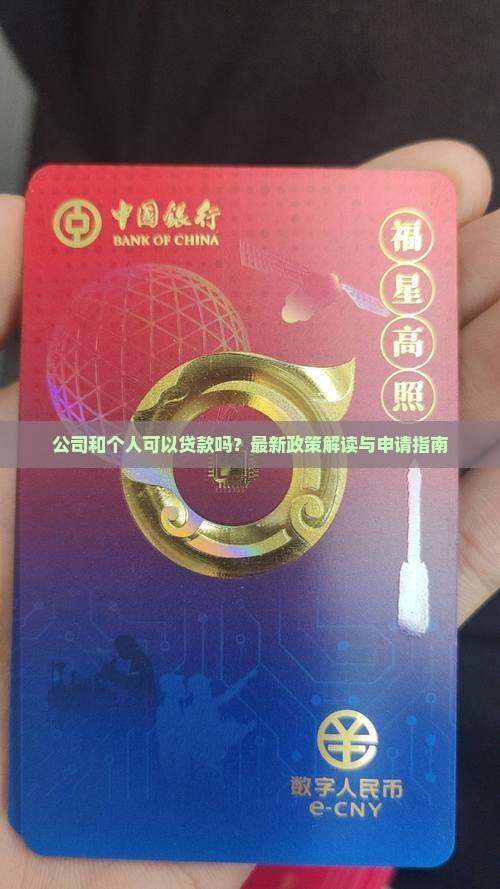 中国银行
BANK OF CHINA
福星高照
公司和个人可以贷款吗？最新政策解读与申请指南
数字人民币
e-CNY